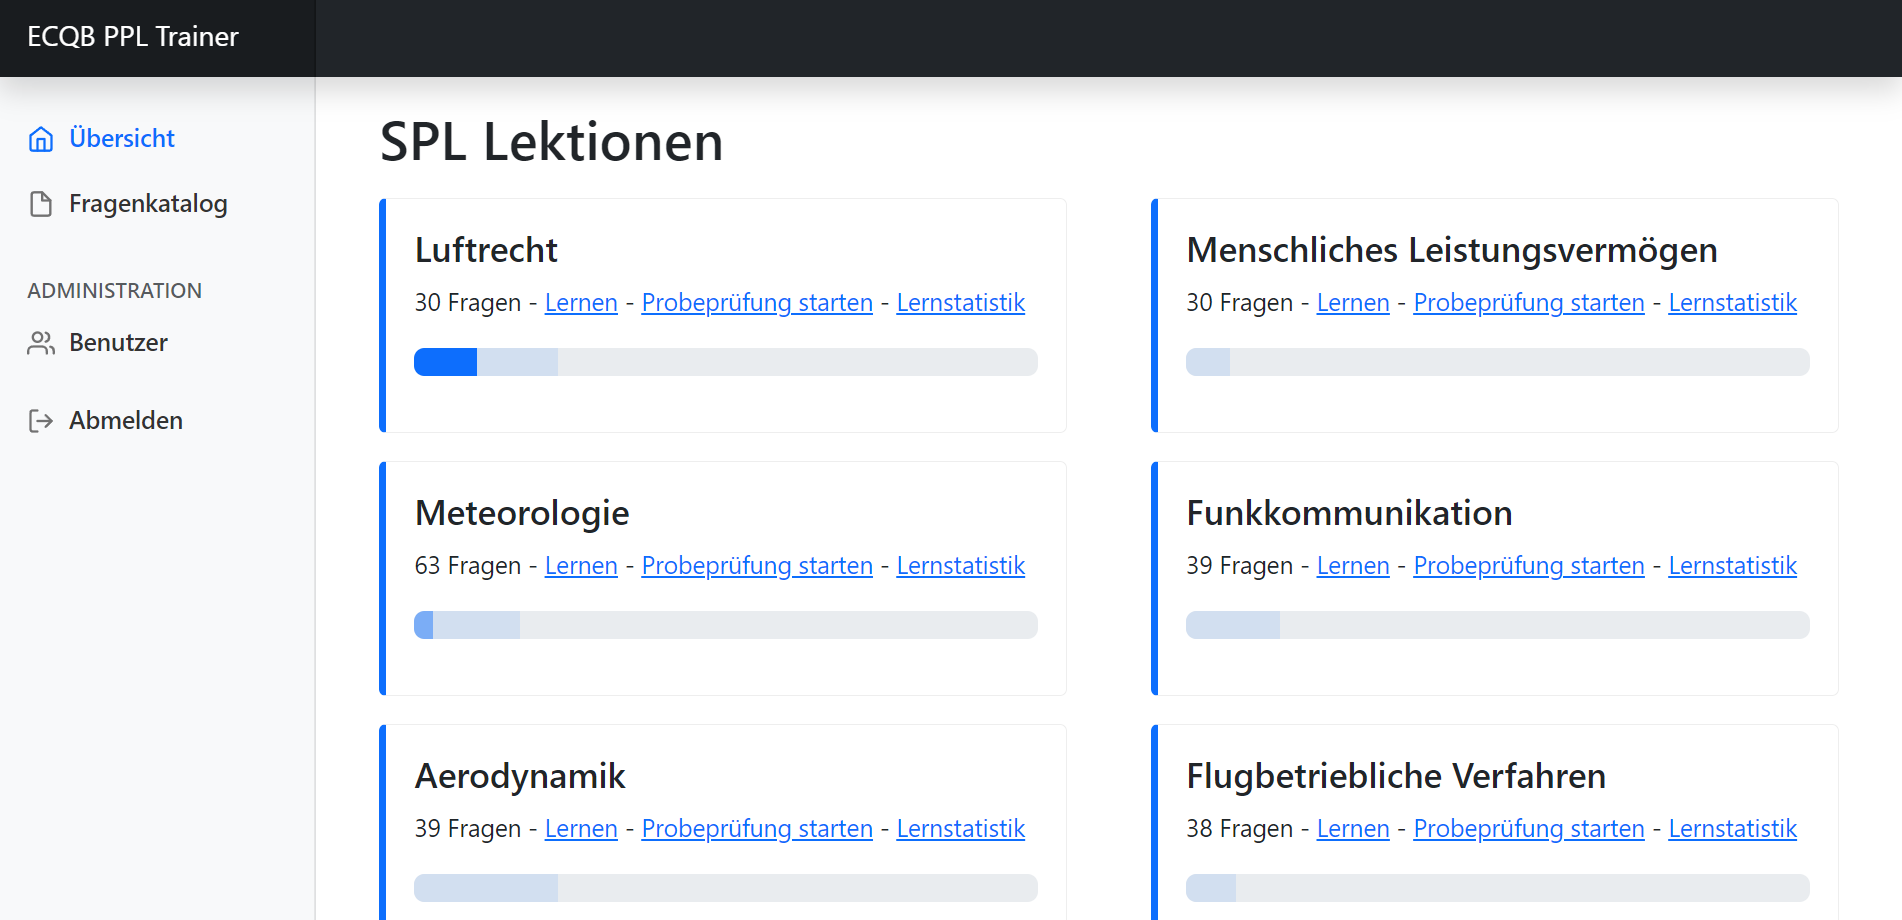 ECQB PPL Trainer
Übersicht
Fragenkatalog
ADMINISTRATION
Benutzer
Abmelden
SPL Lektionen
Luftrecht
30 Fragen - Lernen - Probeprüfung starten - Lernstatistik
Menschliches Leistungsvermögen
30 Fragen - Lernen - Probeprüfung starten - Lernstatistik
Meteorologie
63 Fragen - Lernen - Probeprüfung starten - Lernstatistik
Funkkommunikation
39 Fragen - Lernen - Probeprüfung starten - Lernstatistik
Aerodynamik
39 Fragen - Lernen - Probeprüfung starten - Lernstatistik
Flugbetriebliche Verfahren
38 Fragen - Lernen - Probeprüfung starten - Lernstatistik